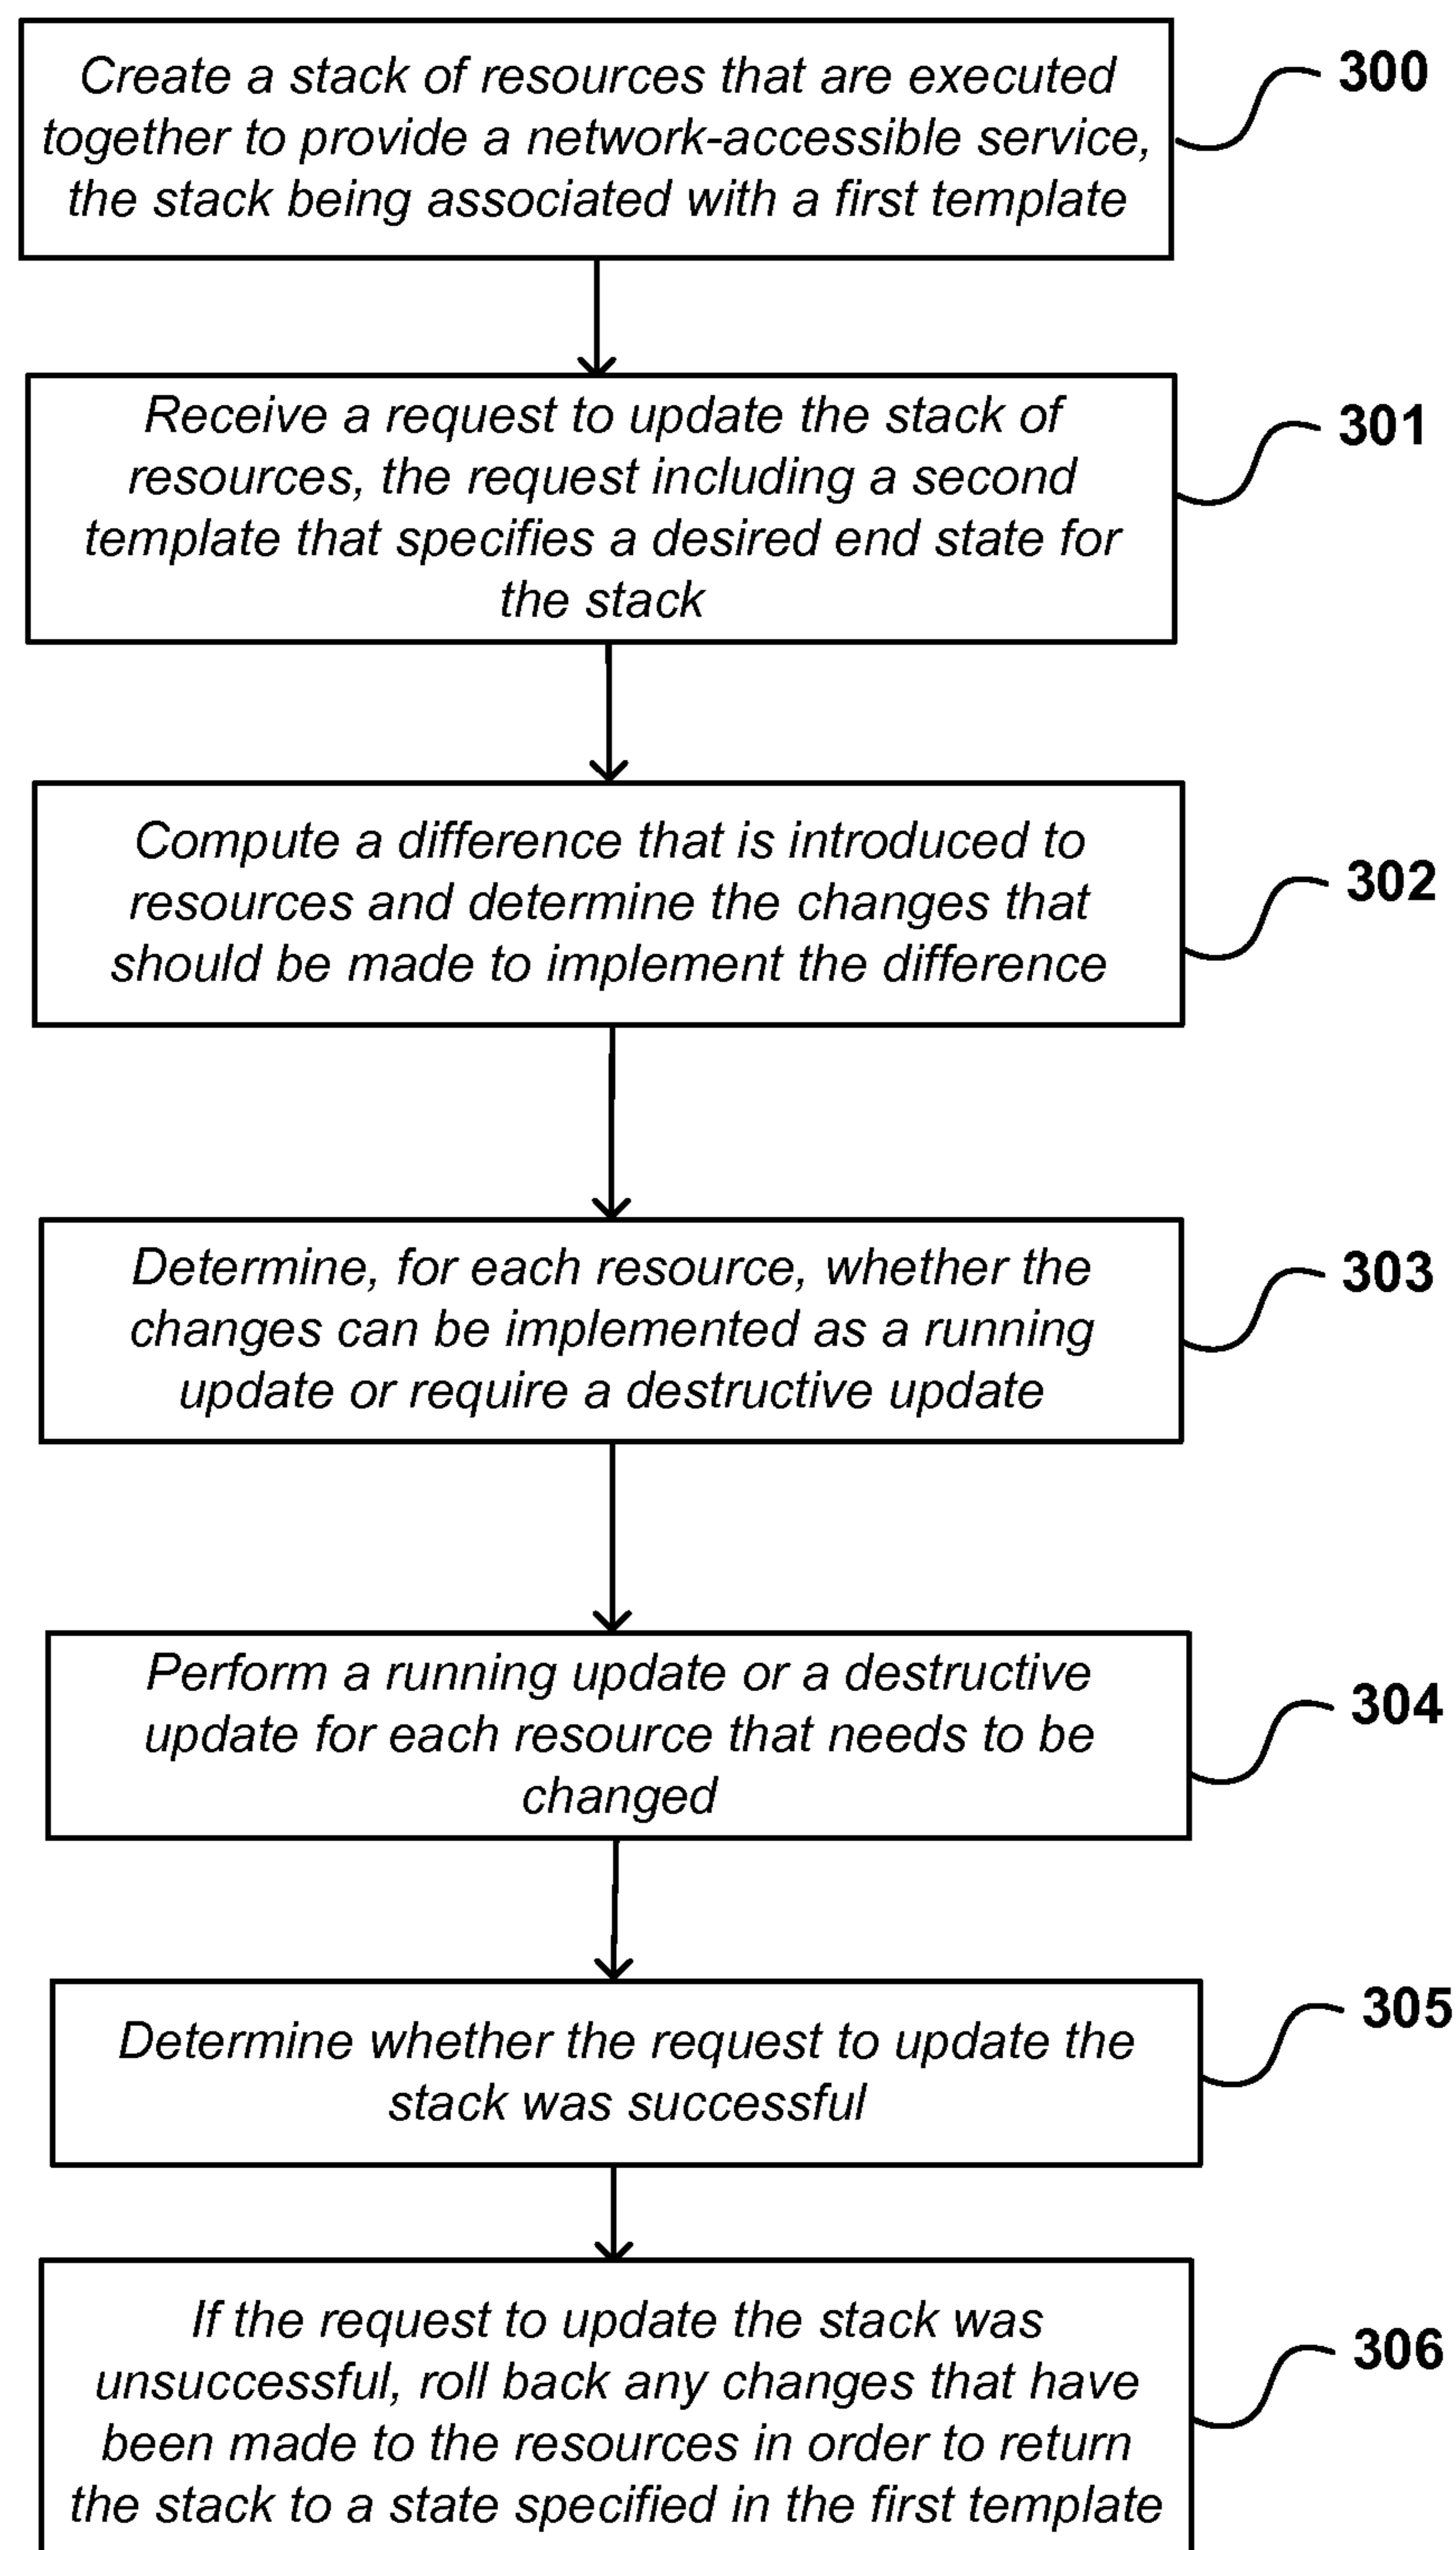 Create a stack of resources that are executed
together to provide a network-accessible service,
the stack being associated with a first template
300
Receive a request to update the stack of
resources, the request including a second
template that specifies a desired end state for
the stack
301
Compute a difference that is introduced to
resources and determine the changes that
should be made to implement the difference
302
Determine, for each resource, whether the
changes can be implemented as a running
update or require a destructive update
303
Perform a running update or a destructive
update for each resource that needs to be
changed
304
Determine whether the request to update the
stack was successful
305
If the request to update the stack was
unsuccessful, roll back any changes that have
been made to the resources in order to return
the stack to a state specified in the first template
306